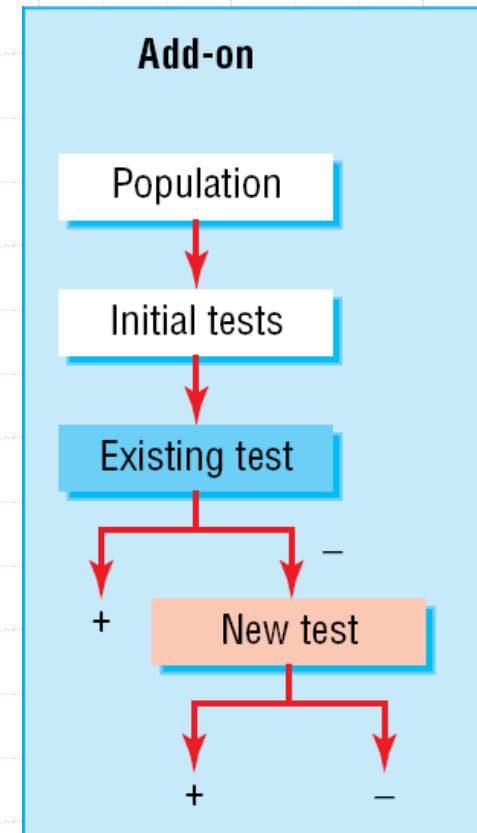 Add-on
Population
Initial tests
Existing test
–
+
New test
+ –